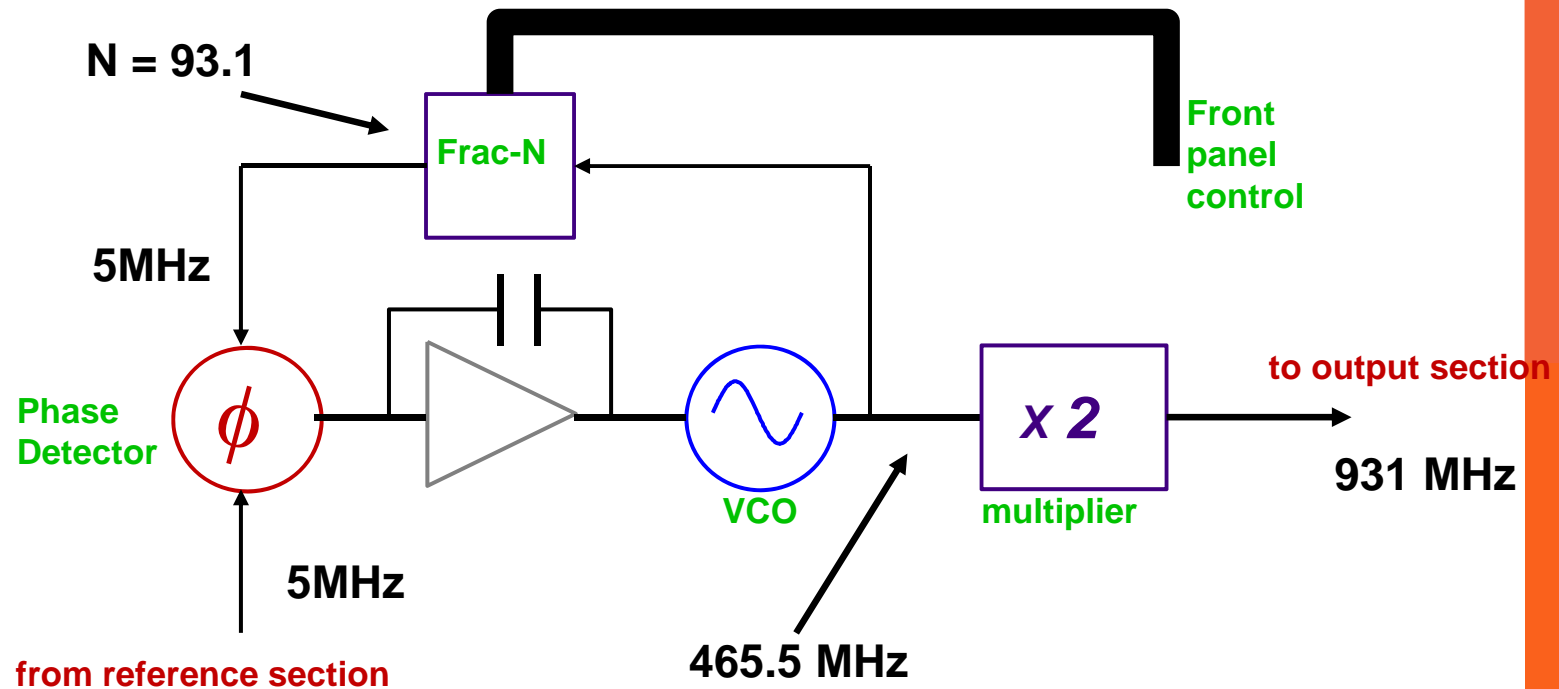 N = 93.1
Frac-N
Front
panel
control
5MHz
Phase
Detector
ϕ
VCO
X 2
multiplier
to output section
931 MHz
5MHz
465.5 MHz
from reference section